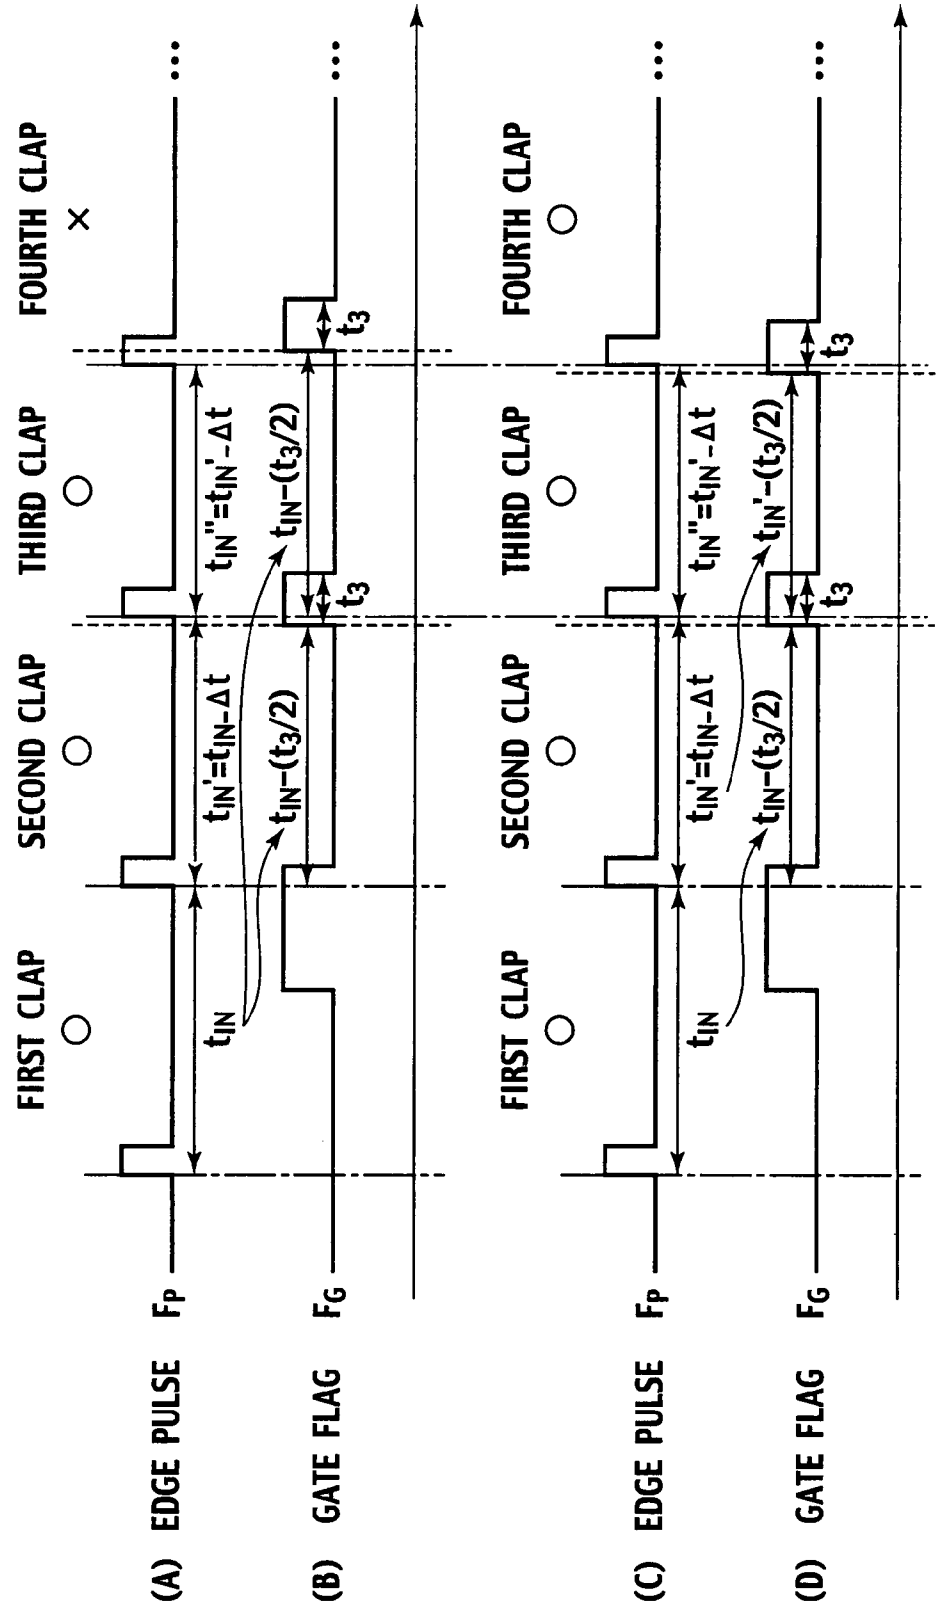 FIRST CLAP SECOND CLAP THIRD CLAP FOURTH CLAP
○ ○ ○ ×
(A) EDGE PULSE FP ...
tIN tIN'=tIN-Δt tIN''=tIN'-Δt
tIN-(t3/2) tIN-(t3/2)
(B) GATE FLAG FG ...
t3 t3
FIRST CLAP SECOND CLAP THIRD CLAP FOURTH CLAP
○ ○ ○ ○
(C) EDGE PULSE FP ...
tIN tIN'=tIN-Δt tIN''=tIN'-Δt
tIN-(t3/2) tIN'-(t3/2)
(D) GATE FLAG FG ...
t3 t3